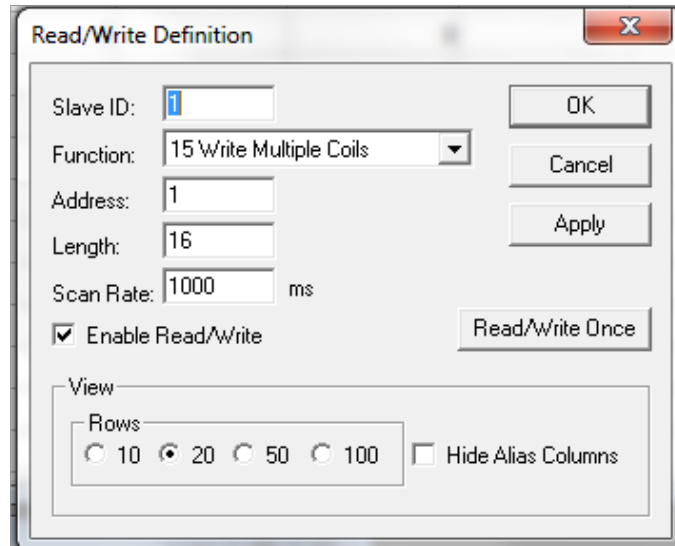 Read/Write Definition
Slave ID: 1
OK
Function: 15 Write Multiple Coils
Cancel
Address: 1
Apply
Length: 16
Scan Rate: 1000 ms
Enable Read/Write
Read/Write Once
View
Rows
10 20 50 100
Hide Alias Columns